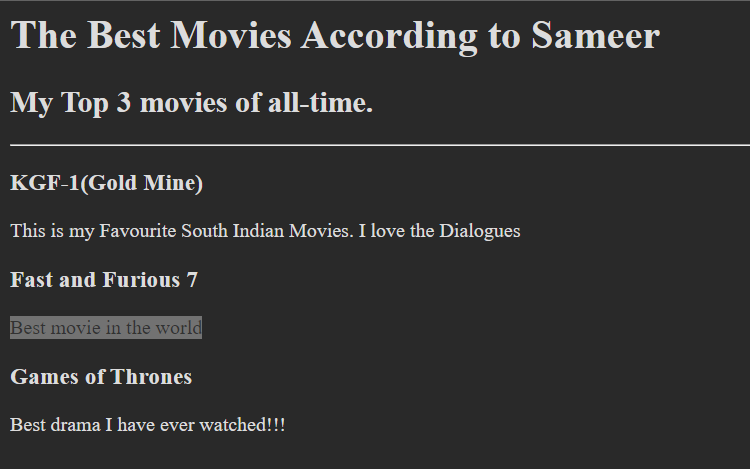 The Best Movies According to Sameer
My Top 3 movies of all-time.
KGF-1(Gold Mine)
This is my Favourite South Indian Movies. I love the Dialogues
Fast and Furious 7
Best movie in the world
Games of Thrones
Best drama I have ever watched!!!